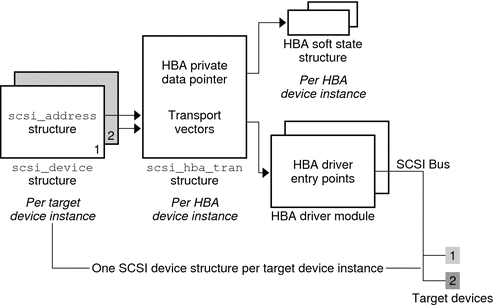 HBA soft state
structure
Per HBA
device instance
HBA private
data pointer
Transport
vectors
scsi_address
structure
1
2
scsi_device
structure
Per target
device instance
scsi_hba_tran
structure
Per HBA
device instance
HBA driver
entry points
HBA driver module
SCSI Bus
One SCSI device structure per target device instance
1
2
Target devices